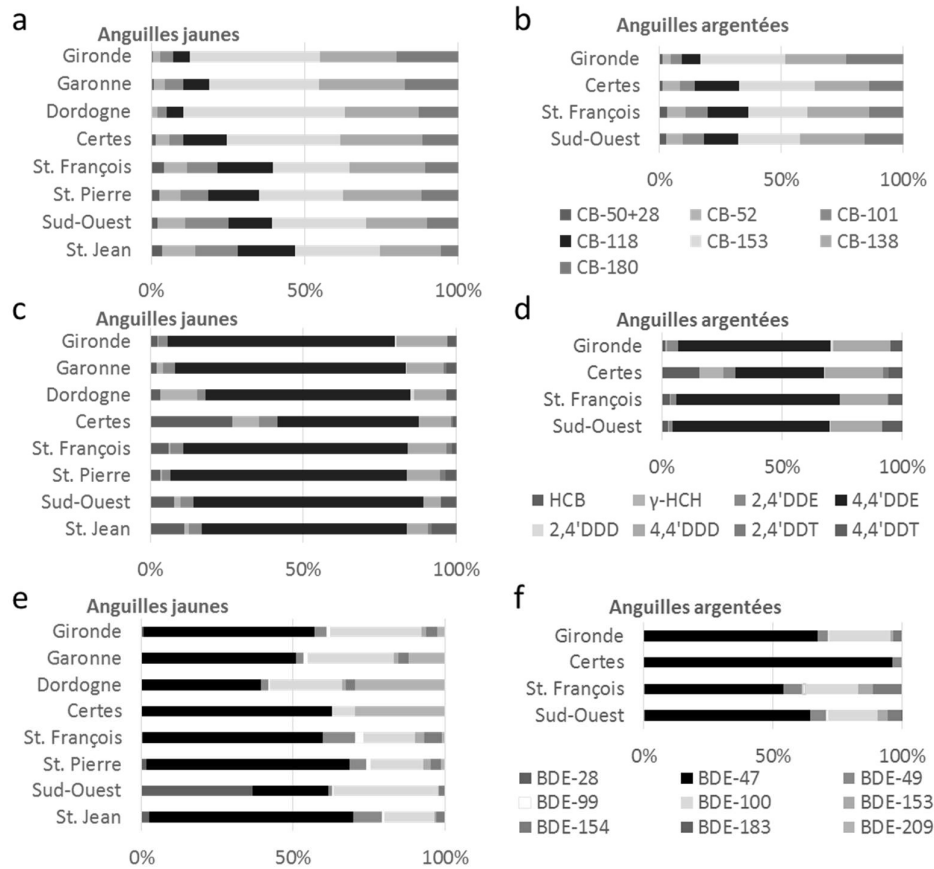 a
Anguilles jaunes
Gironde
Garonne
Dordogne
Certes
St. François
St. Pierre
Sud-Ouest
St. Jean
0% 50% 100%
b
Anguilles argentées
Gironde
Certes
St. François
Sud-Ouest
0% 50% 100%
CB-50+28 CB-52 CB-101
CB-118 CB-153 CB-138
CB-180
c
Anguilles jaunes
Gironde
Garonne
Dordogne
Certes
St. François
St. Pierre
Sud-Ouest
St. Jean
0% 50% 100%
d
Anguilles argentées
Gironde
Certes
St. François
Sud-Ouest
0% 50% 100%
HCB γ-HCH 2,4'DDE 4,4'DDE
2,4'DDD 4,4'DDD 2,4'DDT 4,4'DDT
e
Anguilles jaunes
Gironde
Garonne
Dordogne
Certes
St. François
St. Pierre
Sud-Ouest
St. Jean
0% 50% 100%
f
Anguilles argentées
Gironde
Certes
St. François
Sud-Ouest
0% 50% 100%
BDE-28 BDE-47 BDE-49
BDE-99 BDE-100 BDE-153
BDE-154 BDE-183 BDE-209